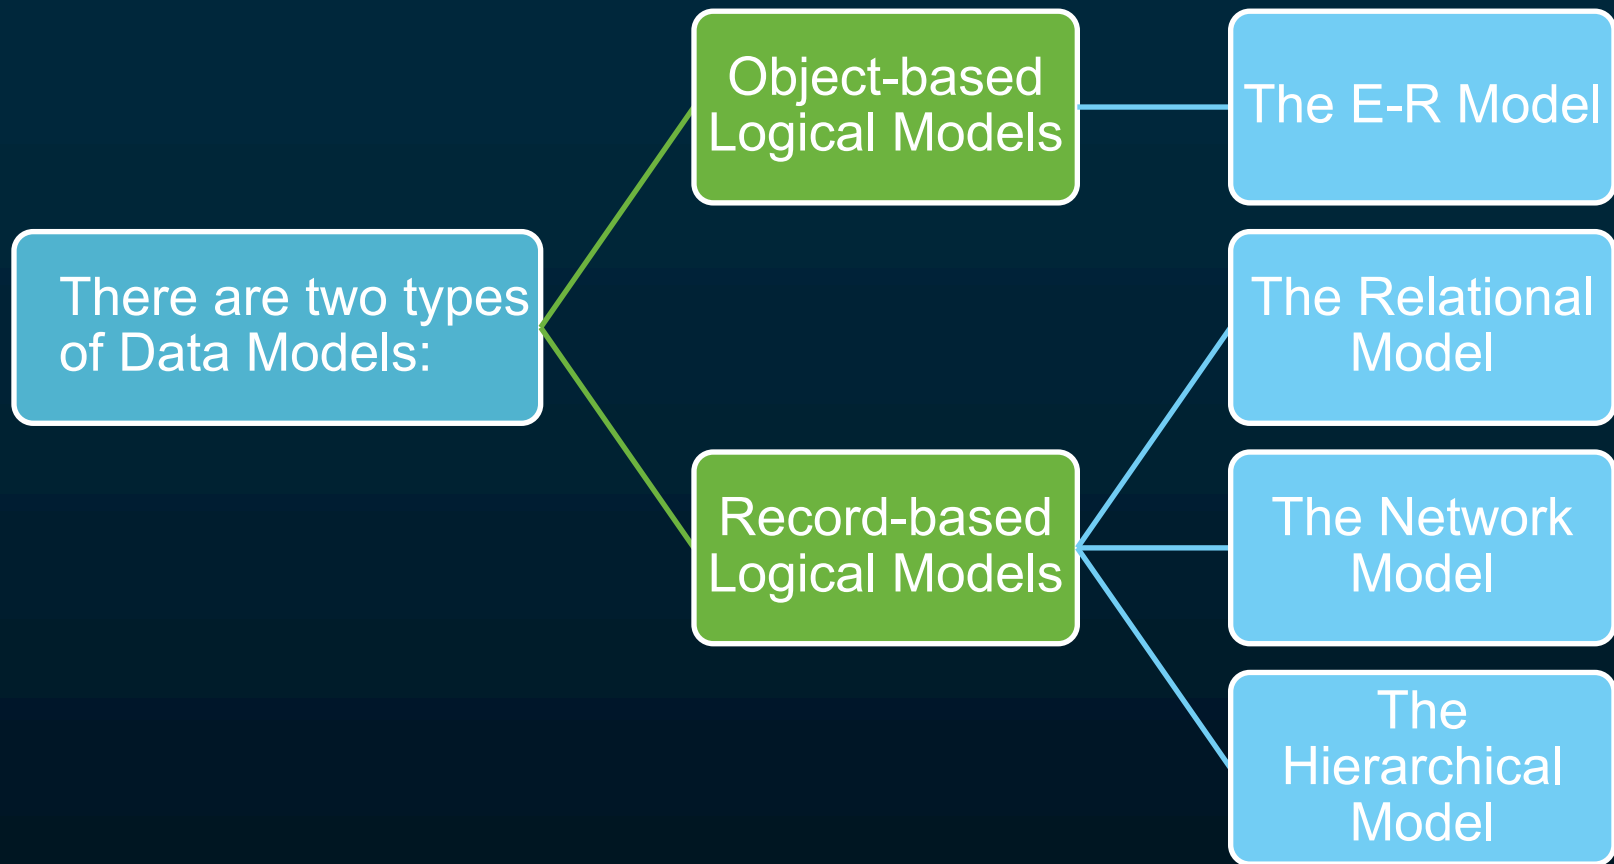 There are two types
of Data Models:
Object-based
Logical Models
The E-R Model
Record-based
Logical Models
The Relational
Model
The Network
Model
The
Hierarchical
Model